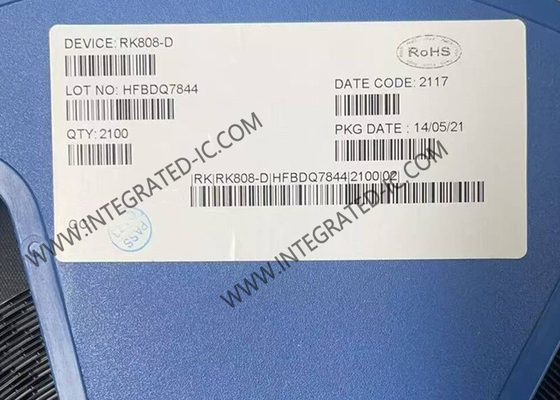 DEVICE: RK808-D
RoHS
LOT NO: HFBDQ7844
DATE CODE: 2117
QTY: 2100
PKG DATE : 14/05/21
RK|RK808-D|HFBDQ7844|2100|02|
PASS
WWW.INTEGRATED-IC.COM
WWW.INTEGRATED-IC.COM
WWW.INTEGRATED-IC.COM